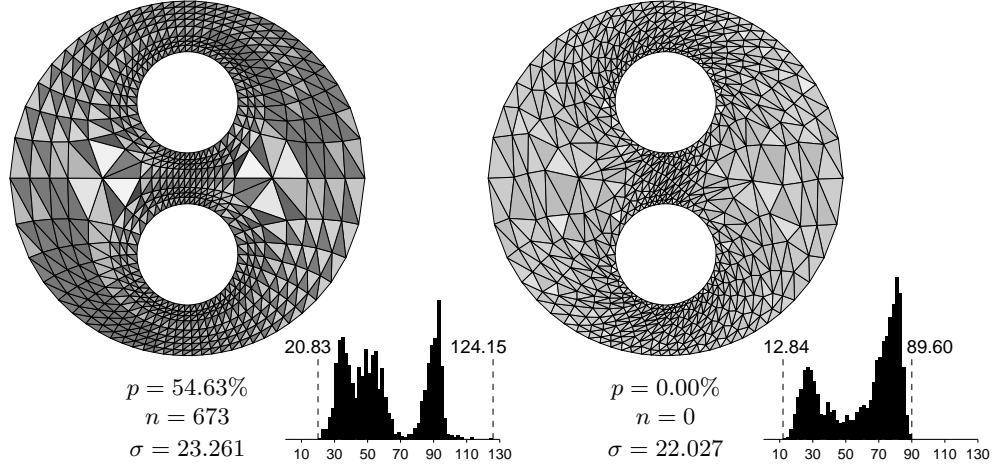 20.83 124.15
p = 54.63%
n = 673
σ = 23.261
10 30 50 70 90 110 130
12.84 89.60
p = 0.00%
n = 0
σ = 22.027
10 30 50 70 90 110 130